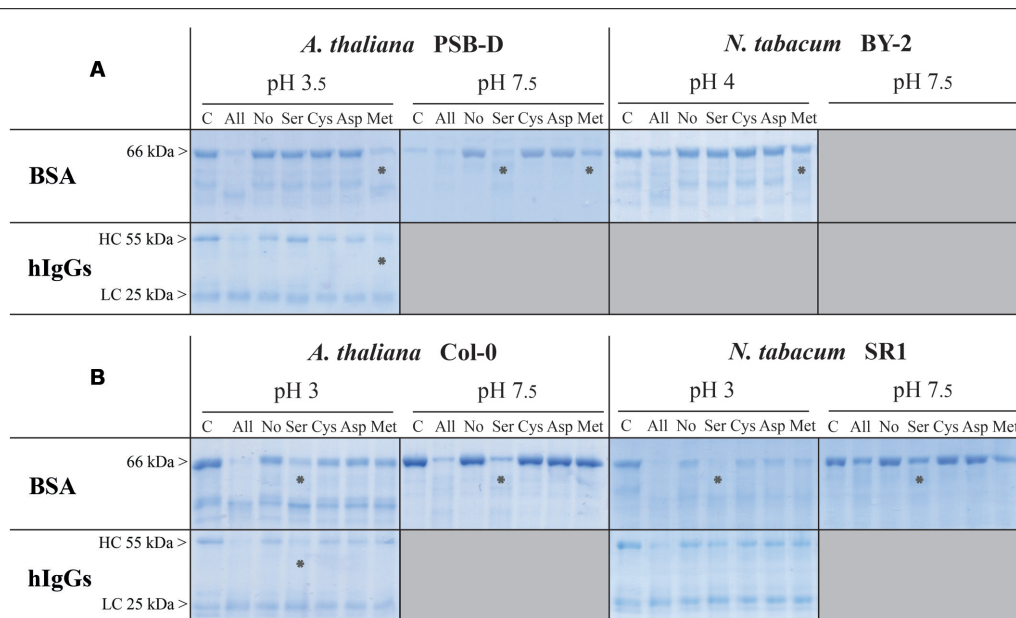 A
A. thaliana PSB-D
N. tabacum BY-2
pH 3.5
pH 7.5
pH 4
pH 7.5
C All No Ser Cys Asp Met
C All No Ser Cys Asp Met
C All No Ser Cys Asp Met
BSA
66 kDa >
*
*
*
*
hIgGs
HC 55 kDa >
*
LC 25 kDa >
B
A. thaliana Col-0
N. tabacum SR1
pH 3
pH 7.5
pH 3
pH 7.5
C All No Ser Cys Asp Met
C All No Ser Cys Asp Met
C All No Ser Cys Asp Met
C All No Ser Cys Asp Met
BSA
66 kDa >
*
*
*
*
hIgGs
HC 55 kDa >
*
LC 25 kDa >